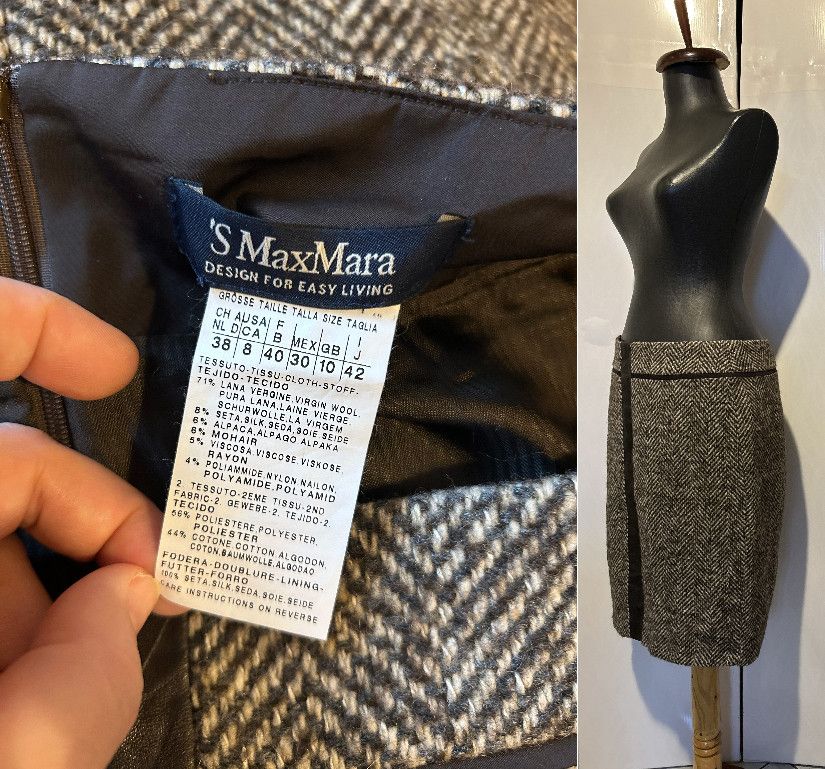 'S MaxMara
DESIGN FOR EASY LIVING
GRÖSSE TAILLE TALLA SIZE TAGLIA
CH AUSA F I
NL D CA B MEX GB J
38 8 40 30 10 42
TESSUTO-TISSU-CLOTH-STOFF-
TEJIDO-TECIDO
71% LANA VERGINE,VIRGIN WOOL,
PURA LANA,LAINE VIERGE,
SCHURWOLLE,LA VIRGEM
8% SETA,SILK,SEDA,SOIE,SEIDE
6% ALPACA,ALPAGO ALPAKA
6% MOHAIR
5% VISCOSA,VISCOSE,VISKOSE,
RAYON
4% POLIAMMIDE,NYLON NAILON,
POLYAMIDE,POLYAMID
2. TESSUTO-2EME TISSU-2ND
FABRIC-2. GEWEBE-2. TEJIDO-2.
TECIDO
56% POLIESTERE,POLYESTER,
POLIESTER
44% COTONE COTTON ALGODON,
COTON,BAUMWOLLE,ALGODAO
FODERA-DOUBLURE-LINING-
FUTTER-FORRO
100% SETA,SILK,SEDA,SOIE,SEIDE
CARE INSTRUCTIONS ON REVERSE